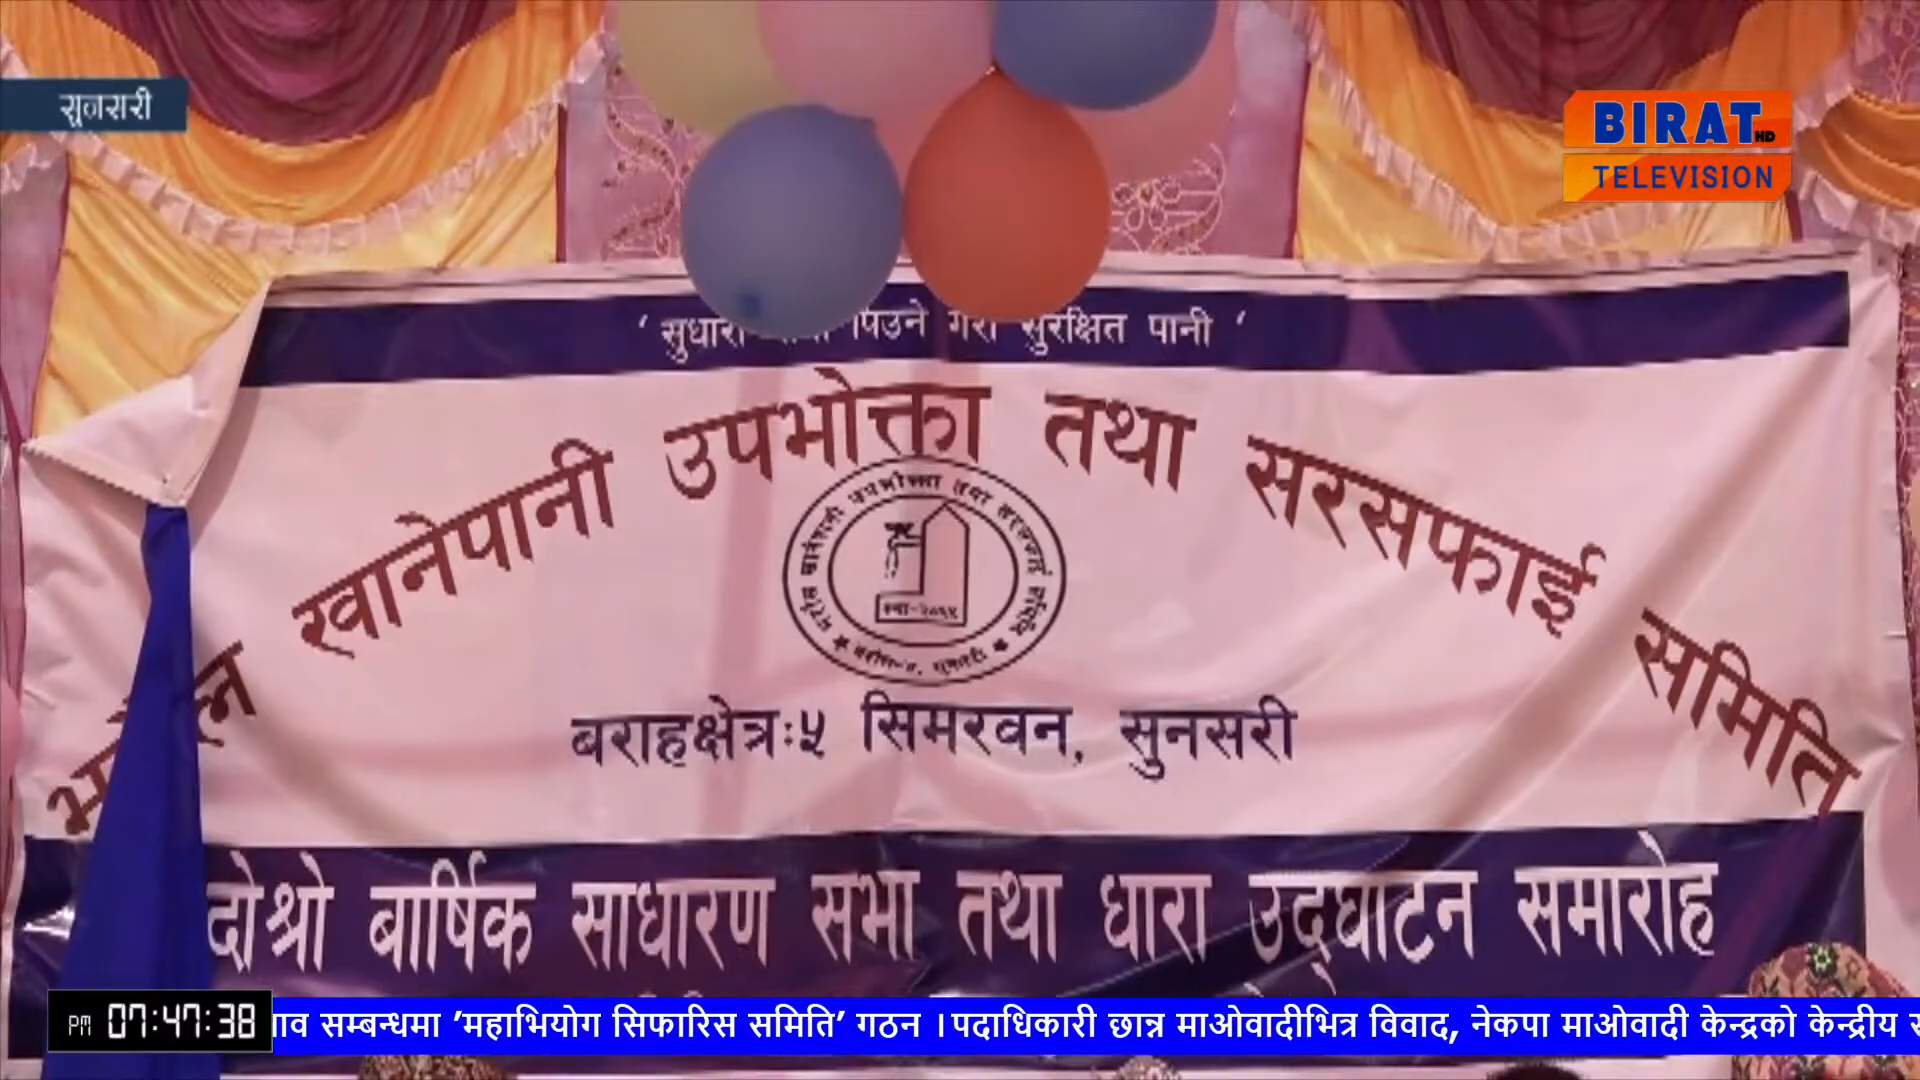 सुनसरी
BIRAT HD
TELEVISION
‘ सुधारौं पिउने गरौं सुरक्षित पानी ‘
खानेपानी उपभोक्ता तथा सरसफाई समिति
बराहक्षेत्रः५ सिमरवन, सुनसरी
दोश्रो बार्षिक साधारण सभा तथा धारा उद्घाटन समारोह
PM 07:47:38
सम्बन्धमा ’महाभियोग सिफारिस समिति’ गठन । पदाधिकारी छान्न माओवादीभित्र विवाद, नेकपा माओवादी केन्द्रको केन्द्रीय